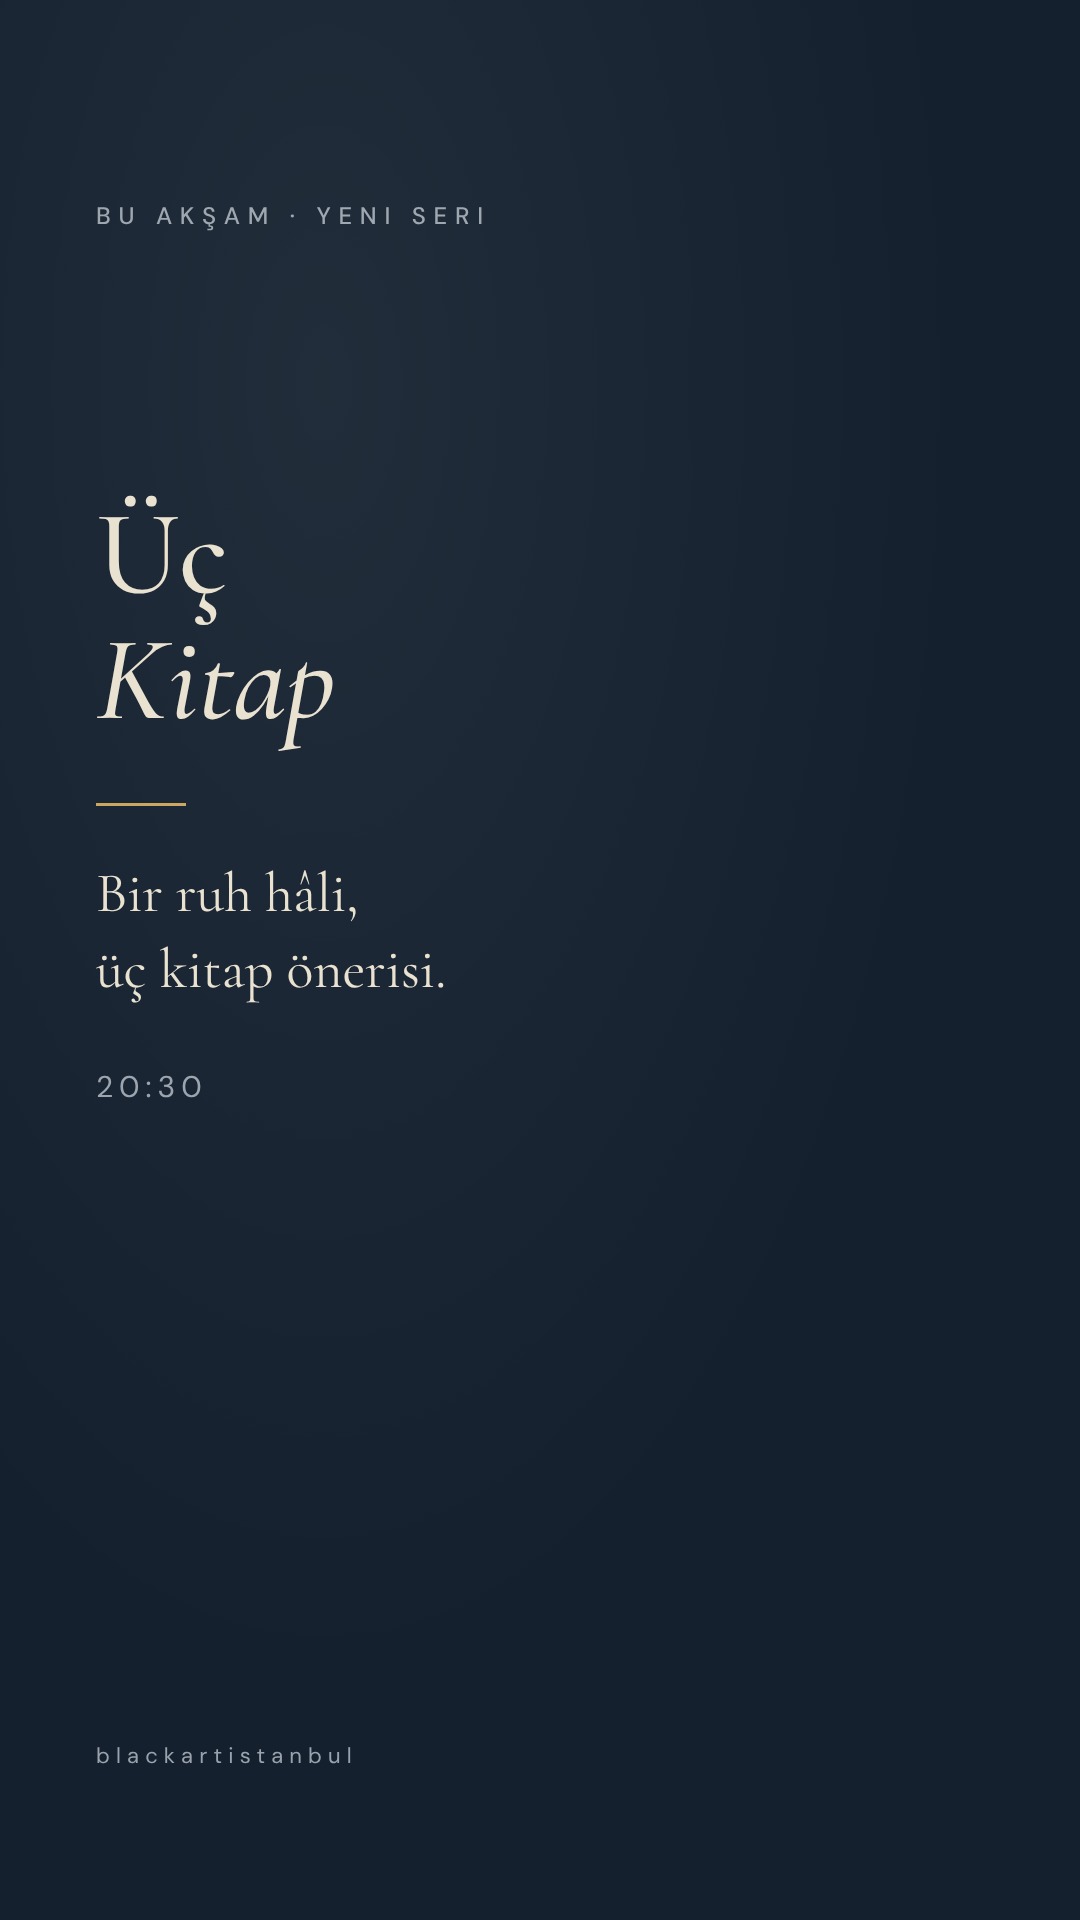 BU AKŞAM · YENI SERI
Üç
Kitap
Bir ruh hâli,
üç kitap önerisi.
20:30
blackartistanbul